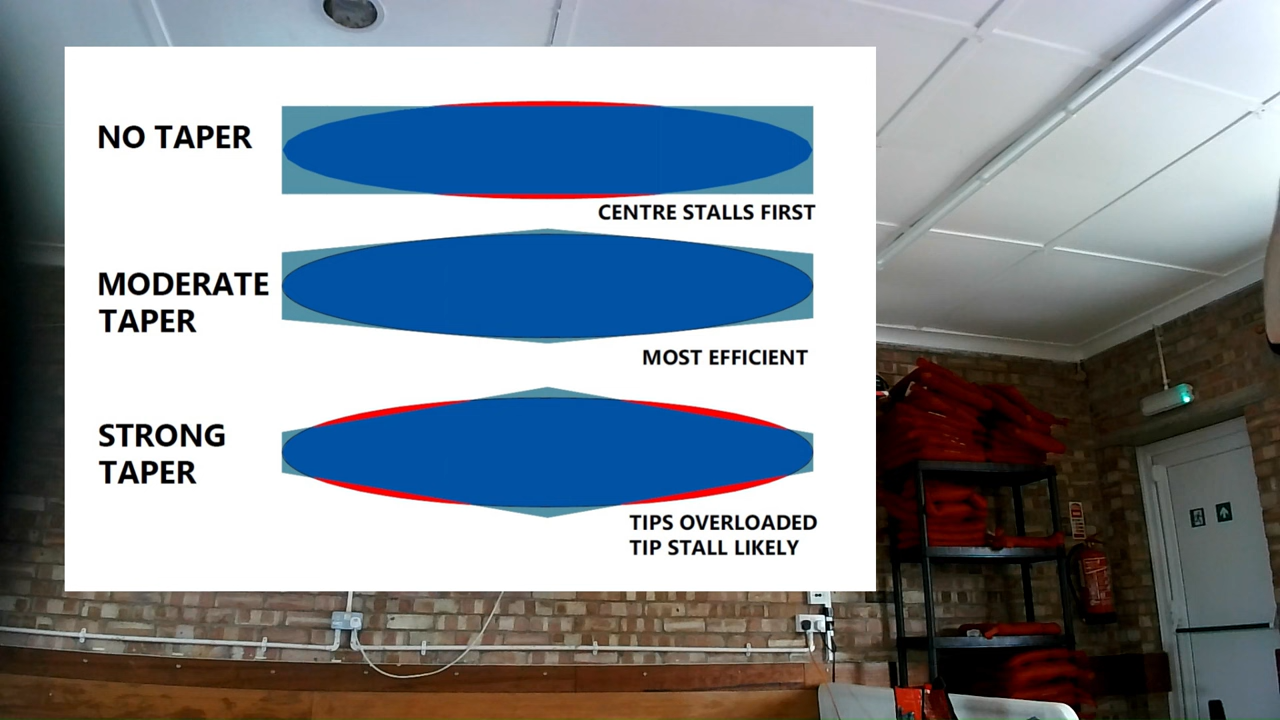 NO TAPER
CENTRE STALLS FIRST
MODERATE
TAPER
MOST EFFICIENT
STRONG
TAPER
TIPS OVERLOADED
TIP STALL LIKELY